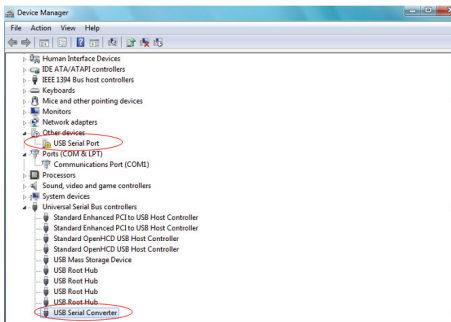 Device Manager
File Action View Help
Human Interface Devices
IDE ATA/ATAPI controllers
IEEE 1394 Bus host controllers
Keyboards
Mice and other pointing devices
Monitors
Network adapters
Other devices
USB Serial Port
Ports (COM & LPT)
Communications Port (COM1)
Processors
Sound, video and game controllers
System devices
Universal Serial Bus controllers
Standard Enhanced PCI to USB Host Controller
Standard Enhanced PCI to USB Host Controller
Standard OpenHCD USB Host Controller
Standard OpenHCD USB Host Controller
USB Mass Storage Device
USB Root Hub
USB Root Hub
USB Root Hub
USB Root Hub
USB Serial Converter